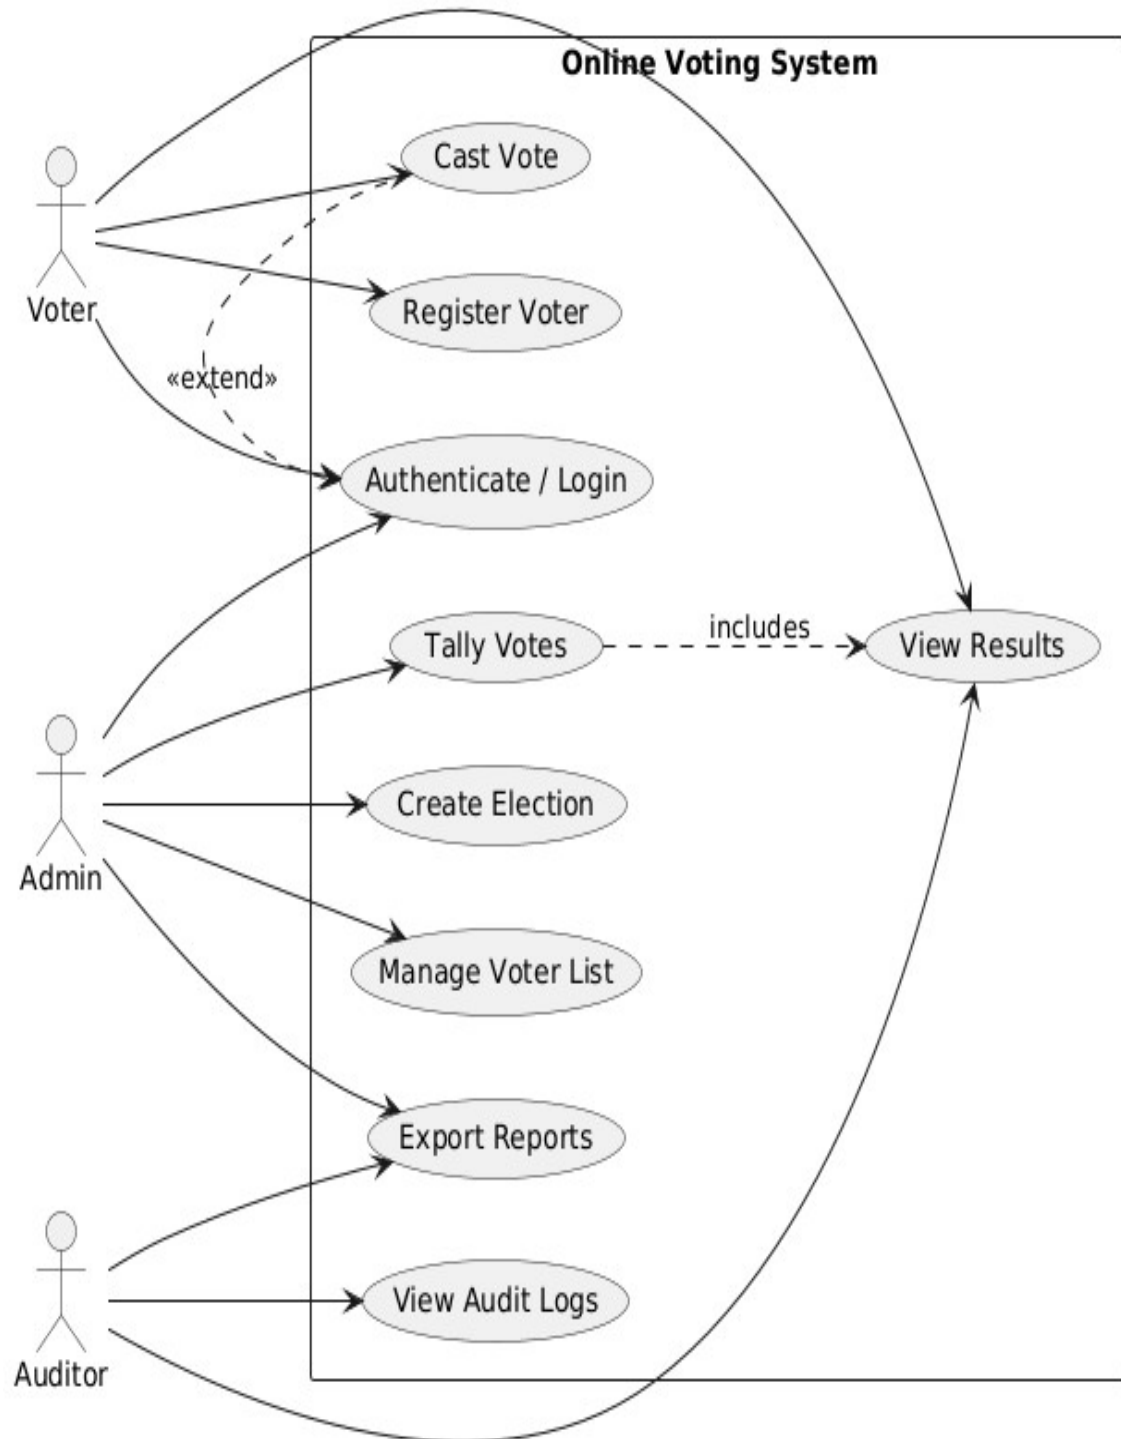 Online Voting System
Cast Vote
Register Voter
Voter
«extend»
Authenticate / Login
includes
Tally Votes
View Results
Create Election
Admin
Manage Voter List
Export Reports
View Audit Logs
Auditor